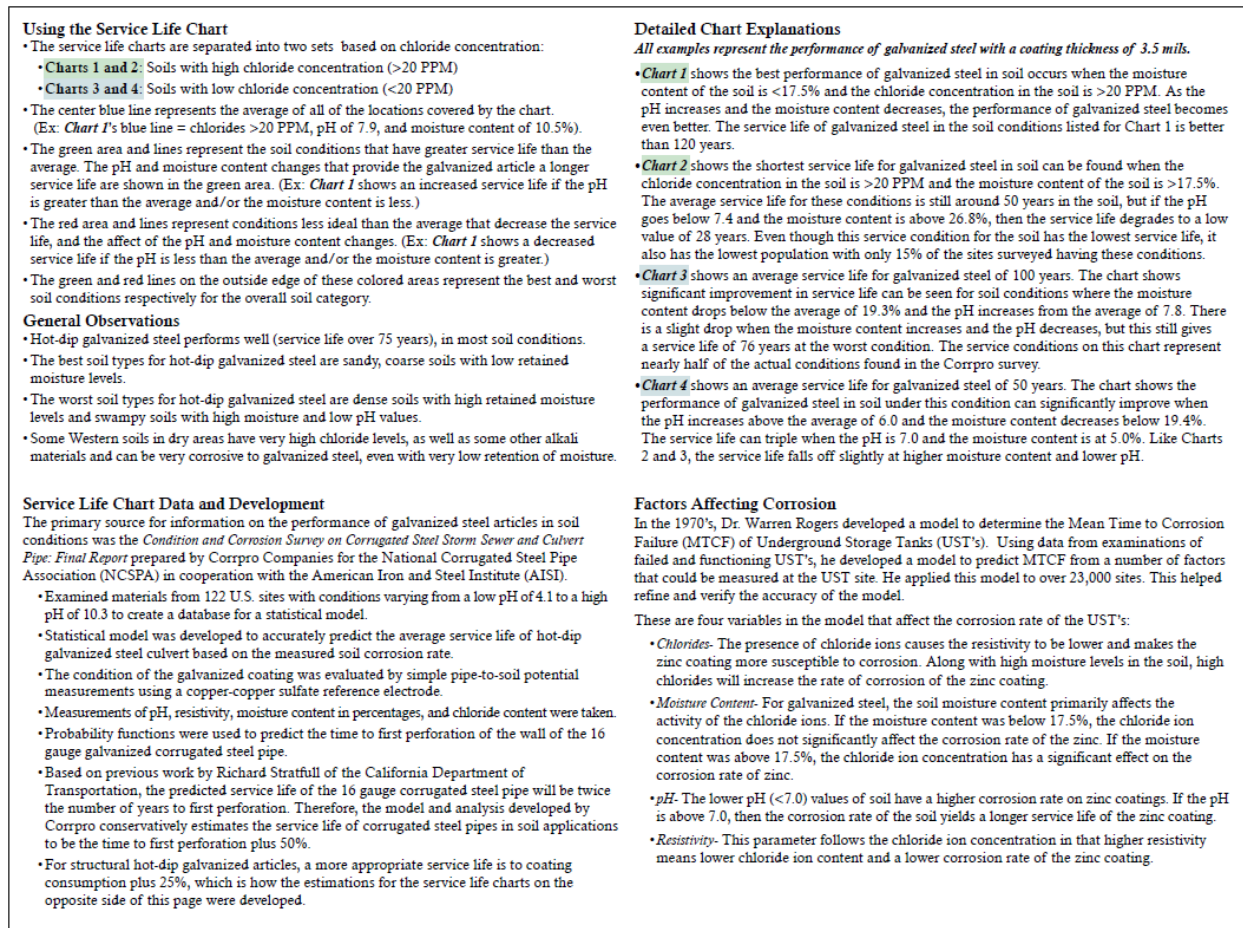 Using the Service Life Chart
• The service life charts are separated into two sets based on chloride concentration:
• Charts 1 and 2: Soils with high chloride concentration (>20 PPM)
• Charts 3 and 4: Soils with low chloride concentration (<20 PPM)
• The center blue line represents the average of all of the locations covered by the chart.
(Ex: Chart 1's blue line = chlorides >20 PPM, pH of 7.9, and moisture content of 10.5%).
• The green area and lines represent the soil conditions that have greater service life than the
average. The pH and moisture content changes that provide the galvanized article a longer
service life are shown in the green area. (Ex: Chart 1 shows an increased service life if the pH
is greater than the average and/or the moisture content is less.)
• The red area and lines represent conditions less ideal than the average that decrease the service
life, and the affect of the pH and moisture content changes. (Ex: Chart 1 shows a decreased
service life if the pH is less than the average and/or the moisture content is greater.)
• The green and red lines on the outside edge of these colored areas represent the best and worst
soil conditions respectively for the overall soil category.
General Observations
• Hot-dip galvanized steel performs well (service life over 75 years), in most soil conditions.
• The best soil types for hot-dip galvanized steel are sandy, coarse soils with low retained
moisture levels.
• The worst soil types for hot-dip galvanized steel are dense soils with high retained moisture
levels and swampy soils with high moisture and low pH values.
• Some Western soils in dry areas have very high chloride levels, as well as some other alkali
materials and can be very corrosive to galvanized steel, even with very low retention of moisture.
Detailed Chart Explanations
All examples represent the performance of galvanized steel with a coating thickness of 3.5 mils.
• Chart 1 shows the best performance of galvanized steel in soil occurs when the moisture
content of the soil is <17.5% and the chloride concentration in the soil is >20 PPM. As the
pH increases and the moisture content decreases, the performance of galvanized steel becomes
even better. The service life of galvanized steel in the soil conditions listed for Chart 1 is better
than 120 years.
• Chart 2 shows the shortest service life for galvanized steel in soil can be found when the
chloride concentration in the soil is >20 PPM and the moisture content of the soil is >17.5%.
The average service life for these conditions is still around 50 years in the soil, but if the pH
goes below 7.4 and the moisture content is above 26.8%, then the service life degrades to a low
value of 28 years. Even though this service condition for the soil has the lowest service life, it
also has the lowest population with only 15% of the sites surveyed having these conditions.
• Chart 3 shows an average service life for galvanized steel of 100 years. The chart shows
significant improvement in service life can be seen for soil conditions where the moisture
content drops below the average of 19.3% and the pH increases from the average of 7.8. There
is a slight drop when the moisture content increases and the pH decreases, but this still gives
a service life of 76 years at the worst condition. The service conditions on this chart represent
nearly half of the actual conditions found in the Corrpro survey.
• Chart 4 shows an average service life for galvanized steel of 50 years. The chart shows the
performance of galvanized steel in soil under this condition can significantly improve when
the pH increases above the average of 6.0 and the moisture content decreases below 19.4%.
The service life can triple when the pH is 7.0 and the moisture content is at 5.0%. Like Charts
2 and 3, the service life falls off slightly at higher moisture content and lower pH.
Service Life Chart Data and Development
The primary source for information on the performance of galvanized steel articles in soil
conditions was the Condition and Corrosion Survey on Corrugated Steel Storm Sewer and Culvert
Pipe: Final Report prepared by Corrpro Companies for the National Corrugated Steel Pipe
Association (NCSPA) in cooperation with the American Iron and Steel Institute (AISI).
• Examined materials from 122 U.S. sites with conditions varying from a low pH of 4.1 to a high
pH of 10.3 to create a database for a statistical model.
• Statistical model was developed to accurately predict the average service life of hot-dip
galvanized steel culvert based on the measured soil corrosion rate.
• The condition of the galvanized coating was evaluated by simple pipe-to-soil potential
measurements using a copper-copper sulfate reference electrode.
• Measurements of pH, resistivity, moisture content in percentages, and chloride content were taken.
• Probability functions were used to predict the time to first perforation of the wall of the 16
gauge galvanized corrugated steel pipe.
• Based on previous work by Richard Stratfull of the California Department of
Transportation, the predicted service life of the 16 gauge corrugated steel pipe will be twice
the number of years to first perforation. Therefore, the model and analysis developed by
Corrpro conservatively estimates the service life of corrugated steel pipes in soil applications
to be the time to first perforation plus 50%.
• For structural hot-dip galvanized articles, a more appropriate service life is to coating
consumption plus 25%, which is how the estimations for the service life charts on the
opposite side of this page were developed.
Factors Affecting Corrosion
In the 1970's, Dr. Warren Rogers developed a model to determine the Mean Time to Corrosion
Failure (MTCF) of Underground Storage Tanks (UST's). Using data from examinations of
failed and functioning UST's, he developed a model to predict MTCF from a number of factors
that could be measured at the UST site. He applied this model to over 23,000 sites. This helped
refine and verify the accuracy of the model.
These are four variables in the model that affect the corrosion rate of the UST's:
• Chlorides- The presence of chloride ions causes the resistivity to be lower and makes the
zinc coating more susceptible to corrosion. Along with high moisture levels in the soil, high
chlorides will increase the rate of corrosion of the zinc coating.
• Moisture Content- For galvanized steel, the soil moisture content primarily affects the
activity of the chloride ions. If the moisture content was below 17.5%, the chloride ion
concentration does not significantly affect the corrosion rate of the zinc. If the moisture
content was above 17.5%, the chloride ion concentration has a significant effect on the
corrosion rate of zinc.
• pH- The lower pH (<7.0) values of soil have a higher corrosion rate on zinc coatings. If the pH
is above 7.0, then the corrosion rate of the soil yields a longer service life of the zinc coating.
• Resistivity- This parameter follows the chloride ion concentration in that higher resistivity
means lower chloride ion content and a lower corrosion rate of the zinc coating.